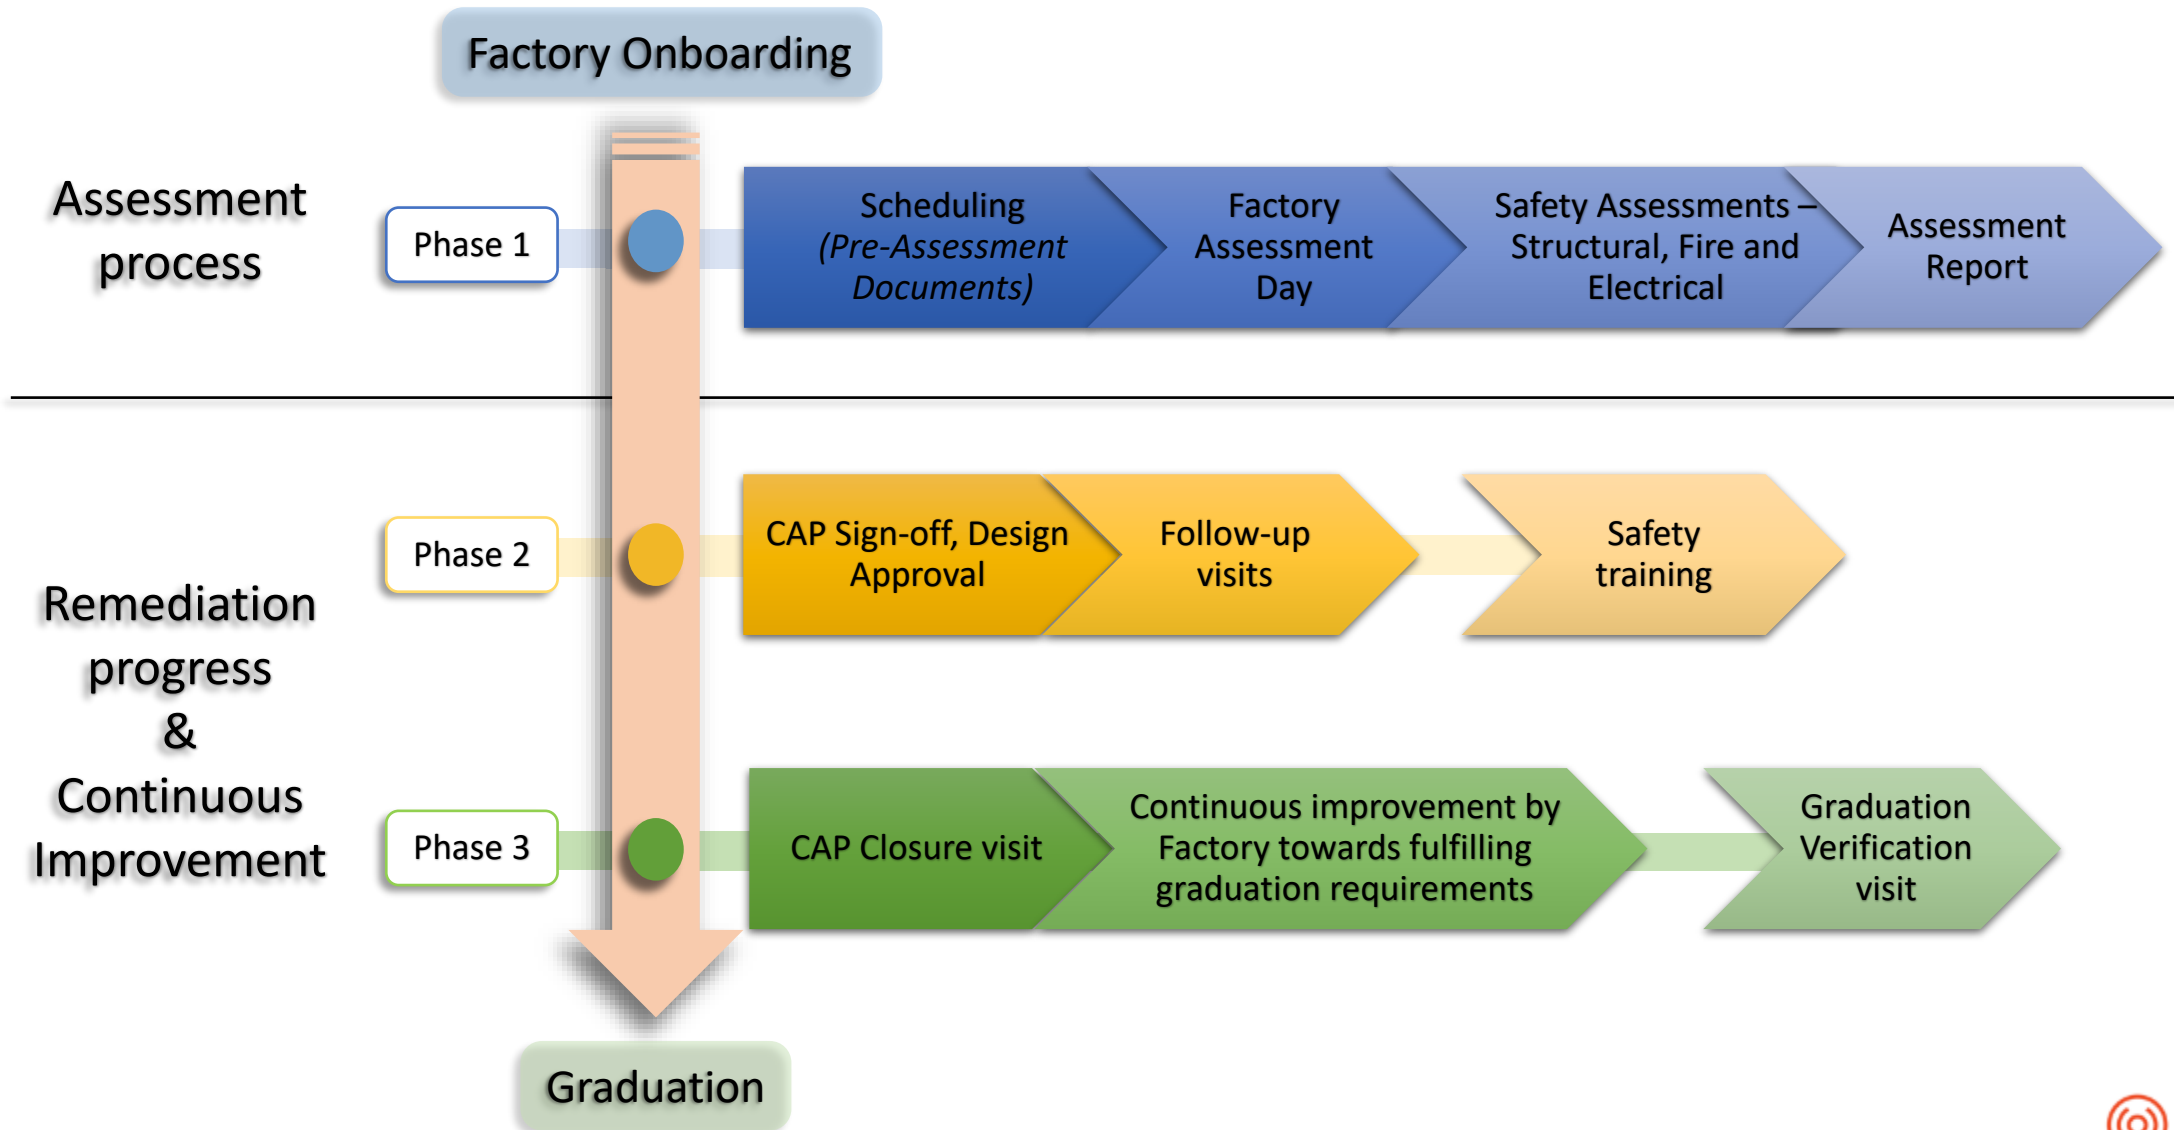 Factory Onboarding
Assessment
process
Phase 1
Scheduling
(Pre-Assessment
Documents)
Factory
Assessment
Day
Safety Assessments –
Structural, Fire and
Electrical
Assessment
Report
Remediation
progress
&
Continuous
Improvement
Phase 2
CAP Sign-off, Design
Approval
Follow-up
visits
Safety
training
Phase 3
CAP Closure visit
Continuous improvement by
Factory towards fulfilling
graduation requirements
Graduation
Verification
visit
Graduation